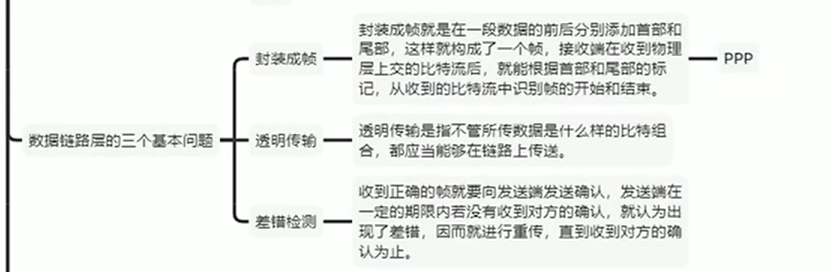 封装成帧就是在一段数据的前后分别添加首部和
尾部，这样就构成了一个帧，接收端在收到物理
层上交的比特流后，就能根据首部和尾部的标
记，从收到的比特流中识别帧的开始和结束。
封装成帧
PPP
数据链路层的三个基本问题
透明传输
透明传输是指不管所传数据是什么样的比特组
合，都应当能够在链路上传送。
差错检测
收到正确的帧就要向发送端发送确认，发送端在
一定的期限内若没有收到对方的确认，就认为出
现了差错，因而就进行重传，直到收到对方的确
认为止。